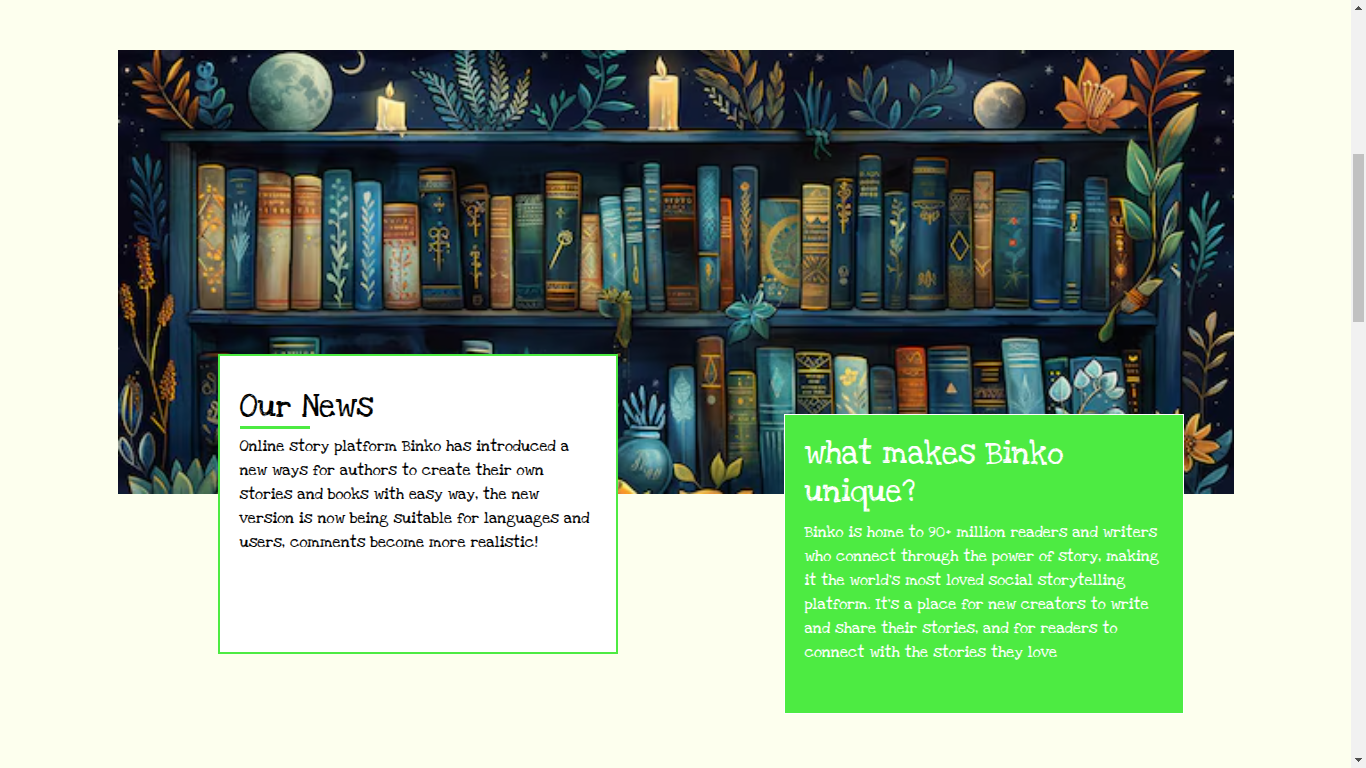 Our News
Online story platform Binko has introduced a
new ways for authors to create their own
stories and books with easy way, the new
version is now being suitable for languages and
users, comments become more realistic!
what makes Binko
unique?
Binko is home to 90+ million readers and writers
who connect through the power of story, making
it the world's most loved social storytelling
platform. It's a place for new creators to write
and share their stories, and for readers to
connect with the stories they love